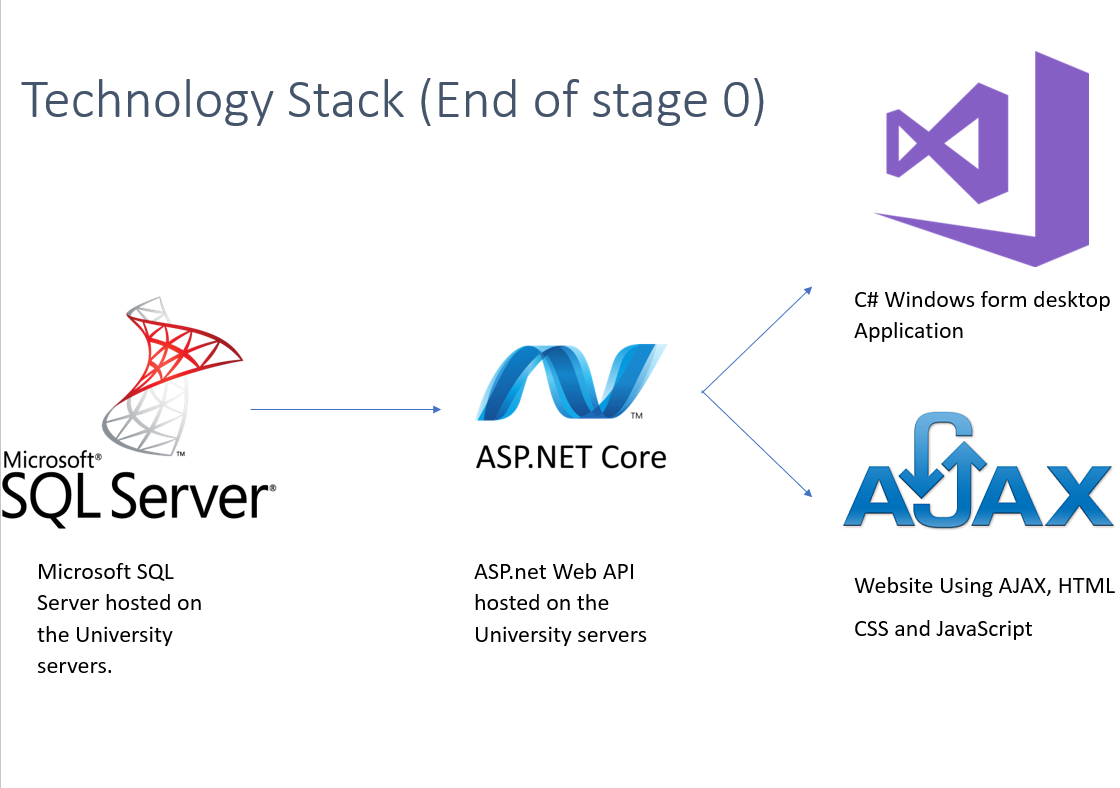 Technology Stack (End of stage 0)
C# Windows form desktop
Application
Microsoft®
SQL Server®
™
™
ASP.NET Core
AJAX
Microsoft SQL
Server hosted on
the University
servers.
ASP.net Web API
hosted on the
University servers
Website Using AJAX, HTML
CSS and JavaScript